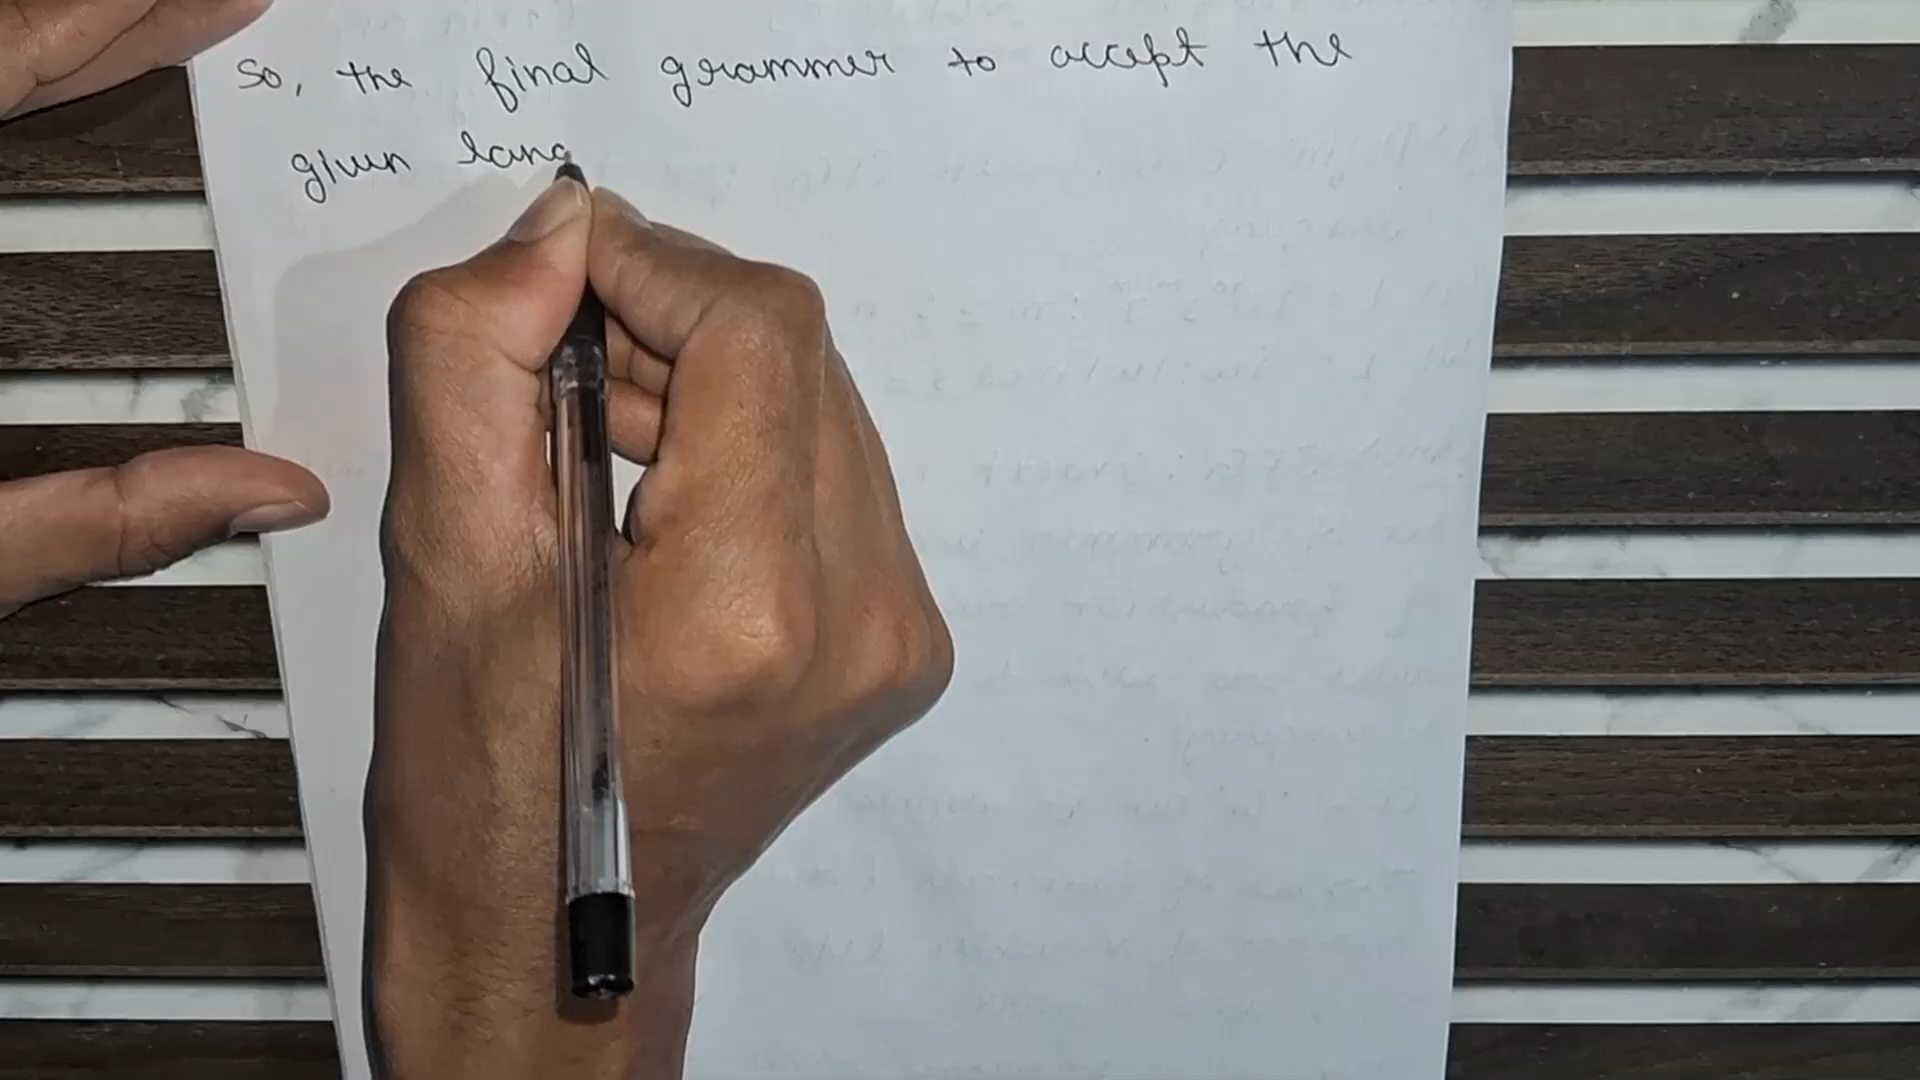 So, the final grammer to accept the
given lang